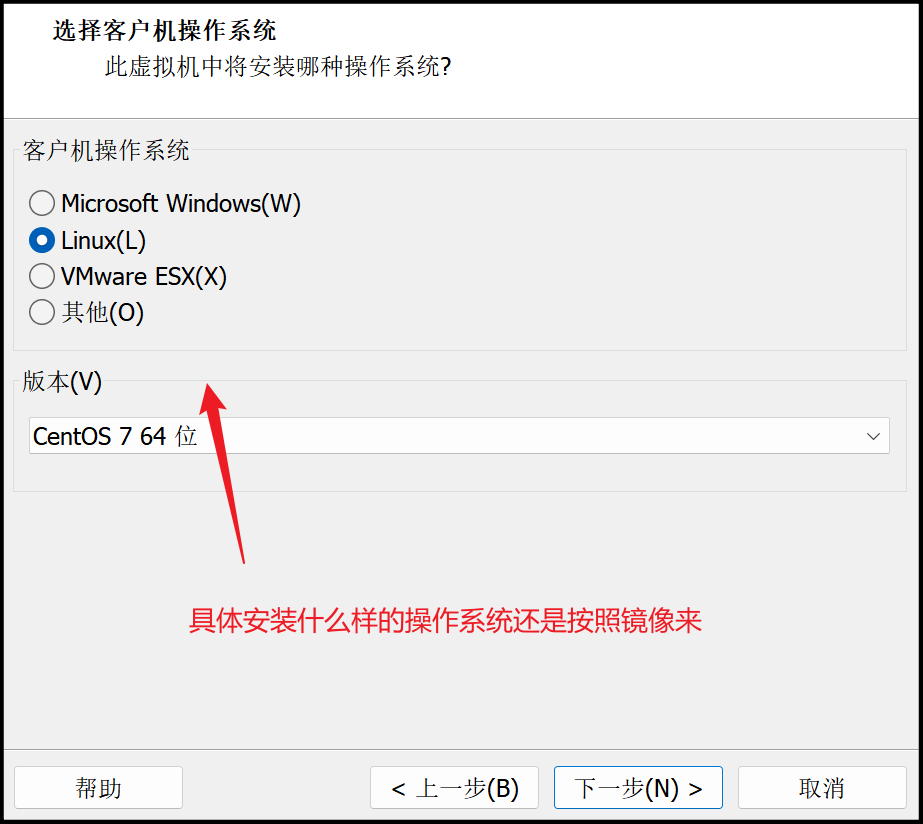 选择客户机操作系统
此虚拟机中将安装哪种操作系统?
客户机操作系统
Microsoft Windows(W)
Linux(L)
VMware ESX(X)
其他(O)
版本(V)
CentOS 7 64 位
具体安装什么样的操作系统还是按照镜像来
帮助
< 上一步(B)
下一步(N) >
取消